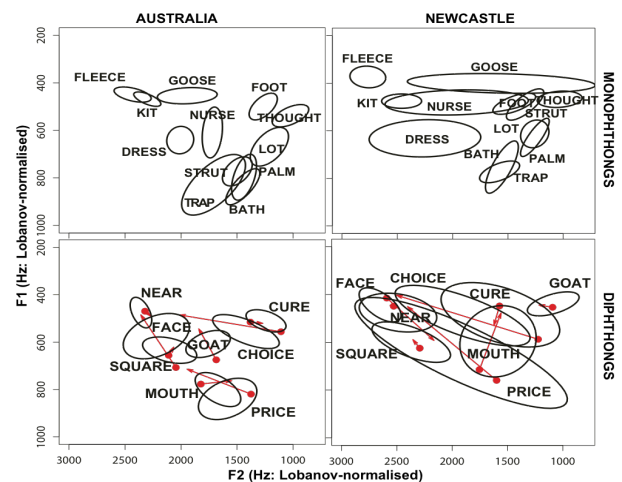 AUSTRALIA
NEWCASTLE
F1 (Hz: Lobanov-normalised)
200
400
600
800
1000
FLEECE
KIT
GOOSE
FOOT
NURSE
THOUGHT
DRESS
LOT
STRUT
PALM
TRAP
BATH
FLEECE
GOOSE
KIT
NURSE
FOOT
THOUGHT
STRUT
DRESS
LOT
BATH
PALM
TRAP
MONOPHTHONGS
200
400
600
800
1000
NEAR
CURE
FACE
GOAT
CHOICE
SQUARE
MOUTH
PRICE
FACE
CHOICE
CURE
GOAT
NEAR
SQUARE
MOUTH
PRICE
DIPHTHONGS
3000 2500 2000 1500 1000
3000 2500 2000 1500 1000
F2 (Hz: Lobanov-normalised)